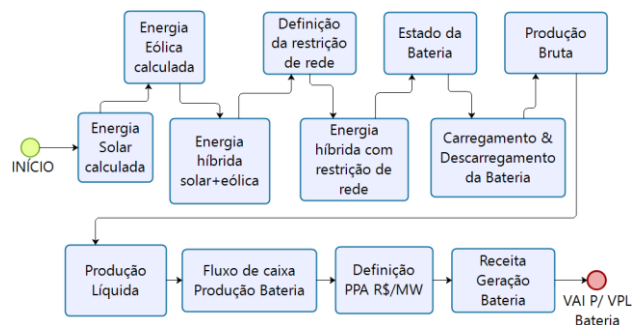 INÍCIO
Energia
Solar
calculada
Energia
Eólica
calculada
Energia
híbrida
solar+eólica
Definição
da restrição
de rede
Energia
híbrida com
restrição de
rede
Estado da
Bateria
Carregamento &
Descarregamento
da Bateria
Produção
Bruta
Produção
Líquida
Fluxo de caixa
Produção Bateria
Definição
PPA R$/MW
Receita
Geração
Bateria
VAI P/ VPL
Bateria